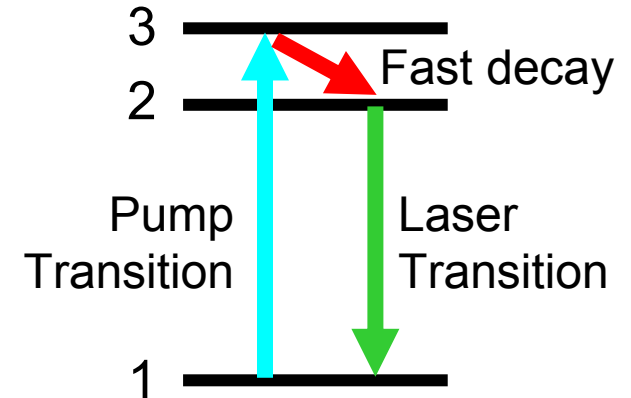 3
Fast decay
2
Pump
Transition
Laser
Transition
1